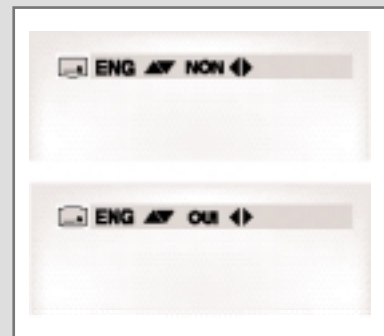 ENG ▲▼ NON ◀▶
ENG ▲▼ OUI ◀▶